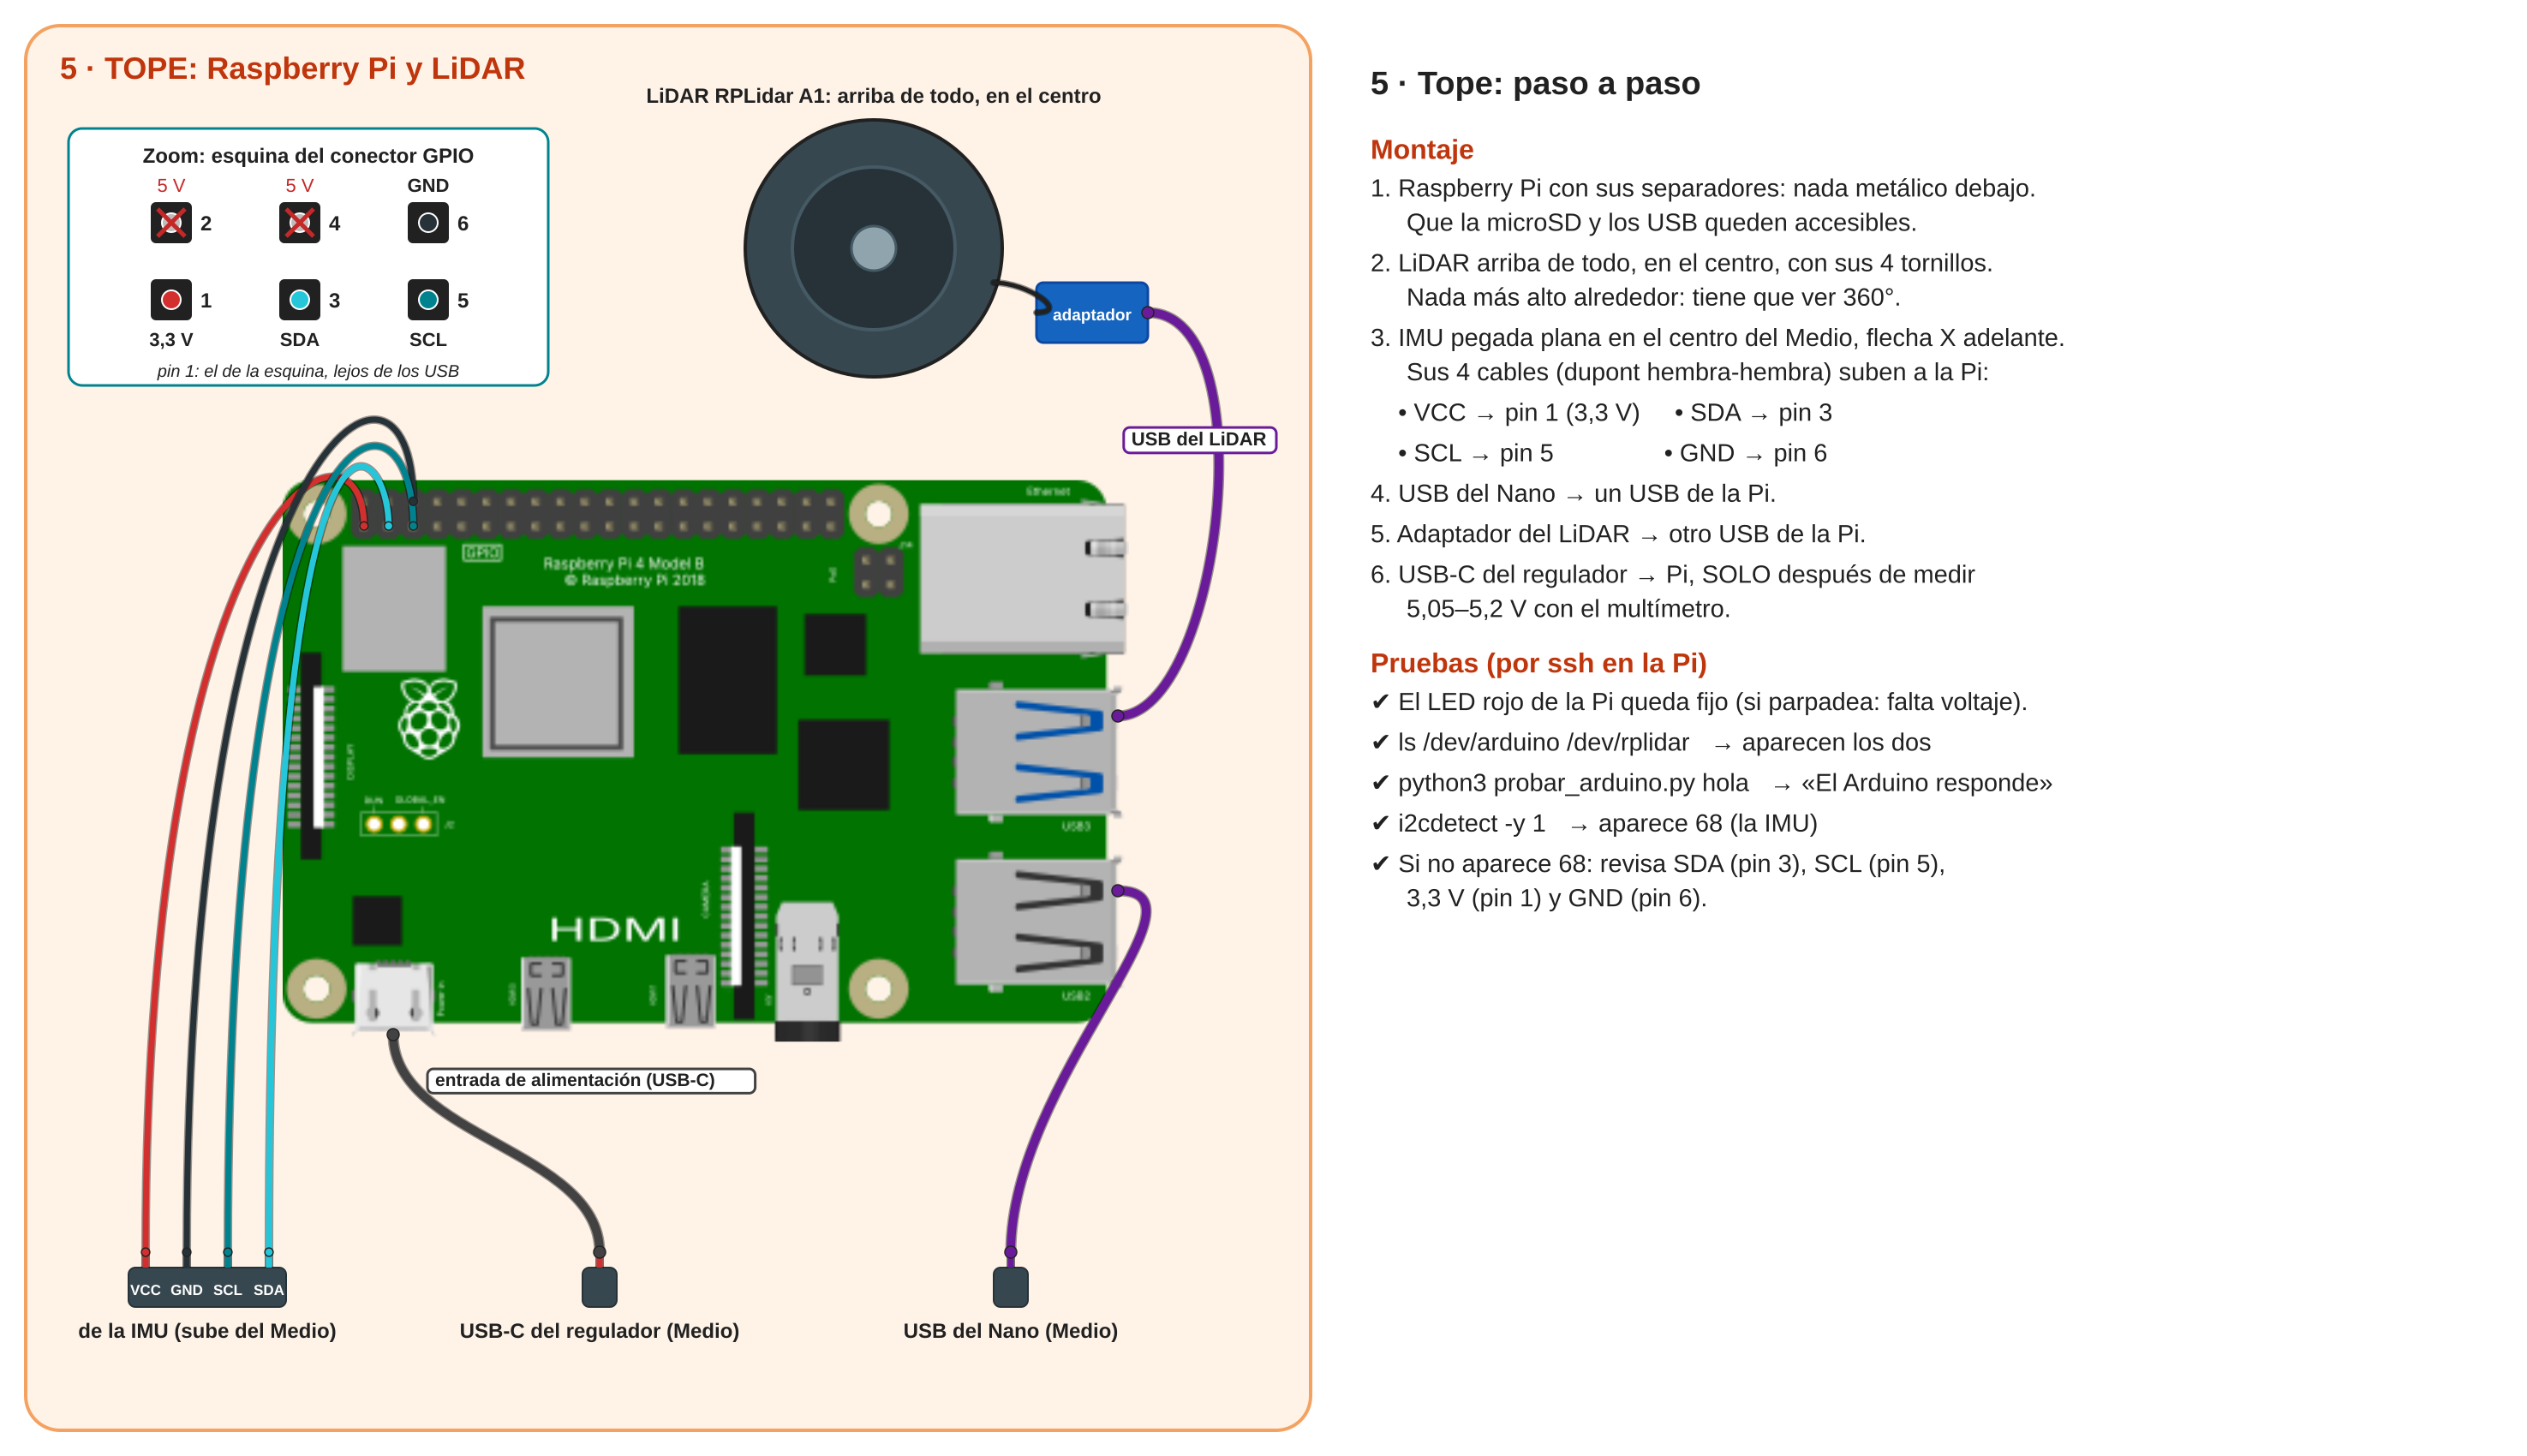 5 · TOPE: Raspberry Pi y LiDAR
LiDAR RPLidar A1: arriba de todo, en el centro
Zoom: esquina del conector GPIO
5 V 5 V GND
2 4 6
1 3 5
3,3 V SDA SCL
pin 1: el de la esquina, lejos de los USB
adaptador
USB del LiDAR
Ethernet
GPIO
Raspberry Pi 4 Model B
© Raspberry Pi 2018
PoE
DISPLAY
RUN GLOBAL_EN
USB3
CAMERA
HDMI
USB2
entrada de alimentación (USB-C)
VCC GND SCL SDA
de la IMU (sube del Medio)
USB-C del regulador (Medio)
USB del Nano (Medio)
5 · Tope: paso a paso
Montaje
1. Raspberry Pi con sus separadores: nada metálico debajo.
Que la microSD y los USB queden accesibles.
2. LiDAR arriba de todo, en el centro, con sus 4 tornillos.
Nada más alto alrededor: tiene que ver 360°.
3. IMU pegada plana en el centro del Medio, flecha X adelante.
Sus 4 cables (dupont hembra-hembra) suben a la Pi:
• VCC → pin 1 (3,3 V) • SDA → pin 3
• SCL → pin 5 • GND → pin 6
4. USB del Nano → un USB de la Pi.
5. Adaptador del LiDAR → otro USB de la Pi.
6. USB-C del regulador → Pi, SOLO después de medir
5,05–5,2 V con el multímetro.
Pruebas (por ssh en la Pi)
✔ El LED rojo de la Pi queda fijo (si parpadea: falta voltaje).
✔ ls /dev/arduino /dev/rplidar → aparecen los dos
✔ python3 probar_arduino.py hola → «El Arduino responde»
✔ i2cdetect -y 1 → aparece 68 (la IMU)
✔ Si no aparece 68: revisa SDA (pin 3), SCL (pin 5),
3,3 V (pin 1) y GND (pin 6).